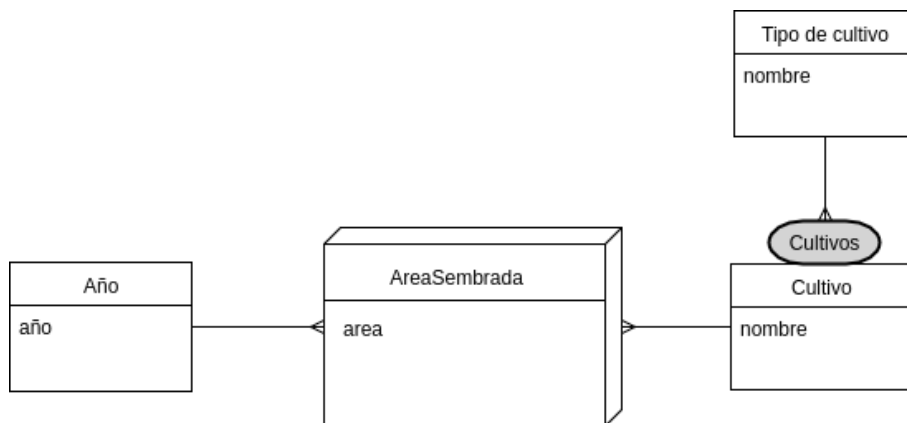 Tipo de cultivo
nombre
Cultivos
Año
año
AreaSembrada
area
Cultivo
nombre